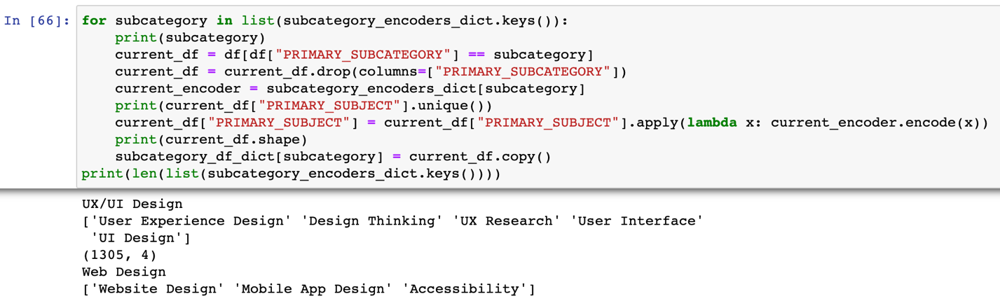 In [66]: for subcategory in list(subcategory_encoders_dict.keys()):
    print(subcategory)
    current_df = df[df["PRIMARY_SUBCATEGORY"] == subcategory]
    current_df = current_df.drop(columns=["PRIMARY_SUBCATEGORY"])
    current_encoder = subcategory_encoders_dict[subcategory]
    print(current_df["PRIMARY_SUBJECT"].unique())
    current_df["PRIMARY_SUBJECT"] = current_df["PRIMARY_SUBJECT"].apply(lambda x: current_encoder.encode(x))
    print(current_df.shape)
    subcategory_df_dict[subcategory] = current_df.copy()
print(len(list(subcategory_encoders_dict.keys())))
UX/UI Design
['User Experience Design' 'Design Thinking' 'UX Research' 'User Interface'
 'UI Design']
(1305, 4)
Web Design
['Website Design' 'Mobile App Design' 'Accessibility']